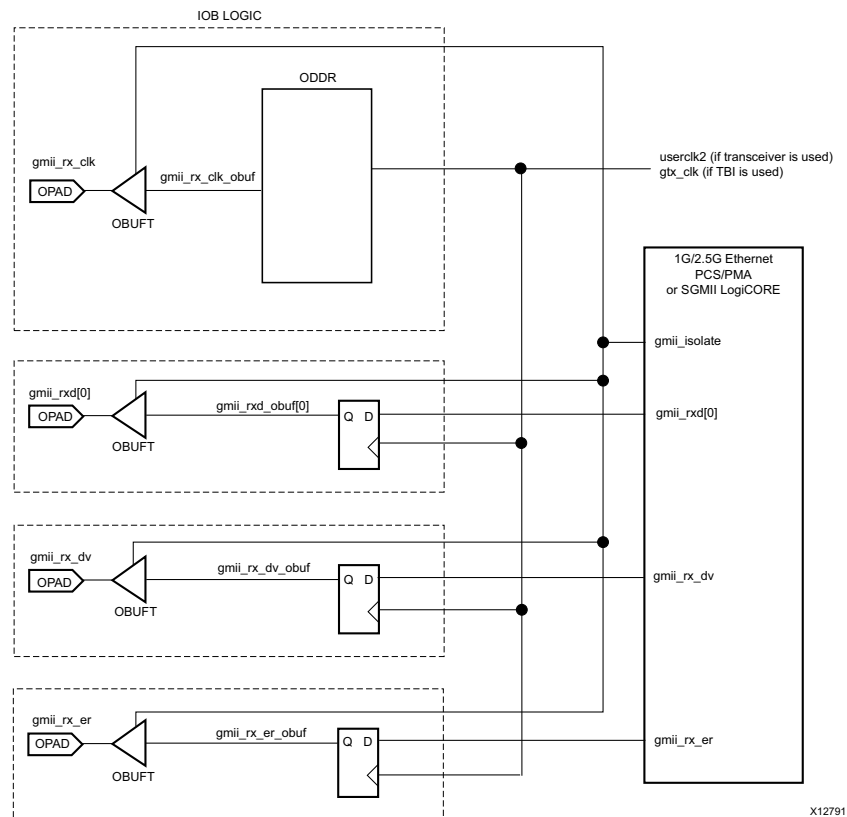 IOB LOGIC
ODDR
gmii_rx_clk
OPAD
gmii_rx_clk_obuf
OBUFT
userclk2 (if transceiver is used)
gtx_clk (if TBI is used)
1G/2.5G Ethernet
PCS/PMA
or SGMII LogiCORE
gmii_isolate
gmii_rxd[0]
OPAD
gmii_rxd_obuf[0]
Q D
gmii_rxd[0]
OBUFT
gmii_rx_dv
OPAD
gmii_rx_dv_obuf
Q D
gmii_rx_dv
OBUFT
gmii_rx_er
OPAD
gmii_rx_er_obuf
Q D
gmii_rx_er
OBUFT
X12791